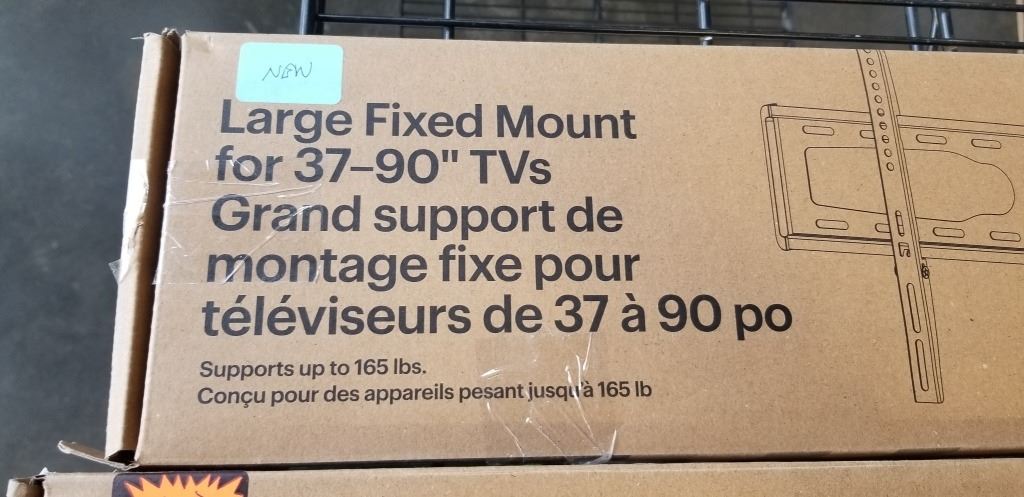 NEW
Large Fixed Mount
for 37–90" TVs
Grand support de
montage fixe pour
téléviseurs de 37 à 90 po
Supports up to 165 lbs.
Conçu pour des appareils pesant jusqu'à 165 lb